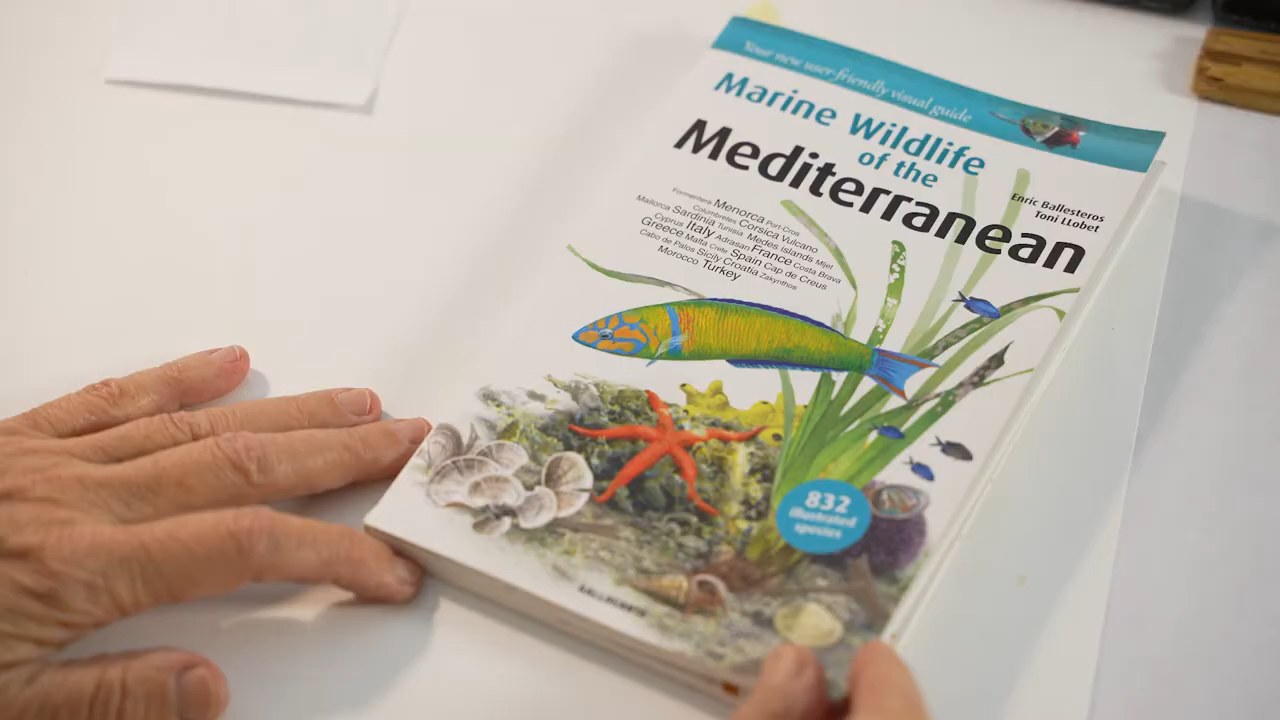 Your new user-friendly visual guide
Marine Wildlife
of the
Mediterranean
Enric Ballesteros
Toni LLobet
Formentera Menorca Port-Cros
Columbretes Corsica Vulcano
Mallorca Sardinia Tunisia Medes islands Mljet
Cyprus Italy Adrasan France Costa Brava
Greece Malta Crete Spain Cap de Creus
Cabo de Palos Sicily Croatia Zakynthos
Morocco Turkey
832
illustrated
species